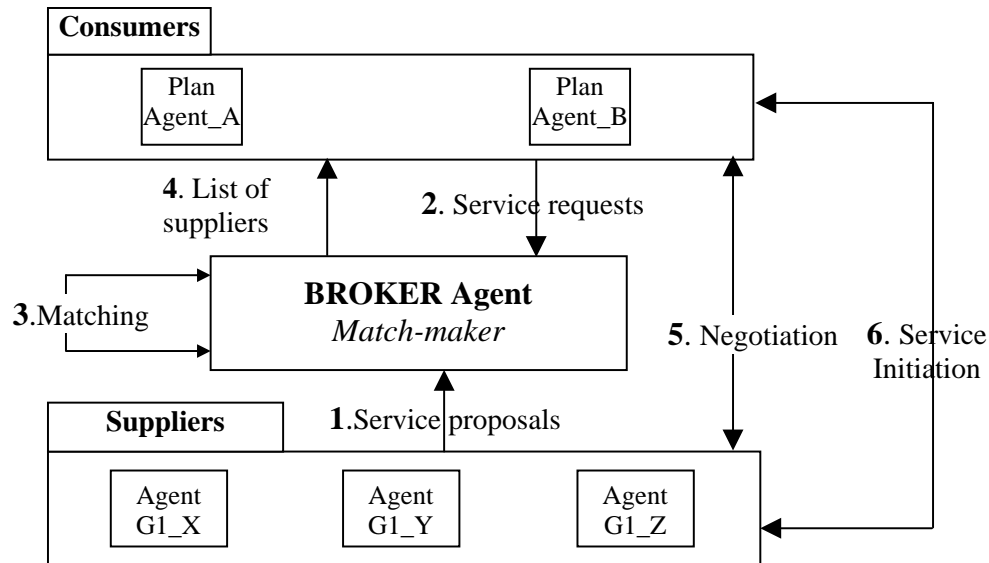 Consumers
Plan
Agent_A
Plan
Agent_B
4. List of
suppliers
2. Service requests
BROKER Agent
Match-maker
3.Matching
5. Negotiation
6. Service
Initiation
1.Service proposals
Suppliers
Agent
G1_X
Agent
G1_Y
Agent
G1_Z